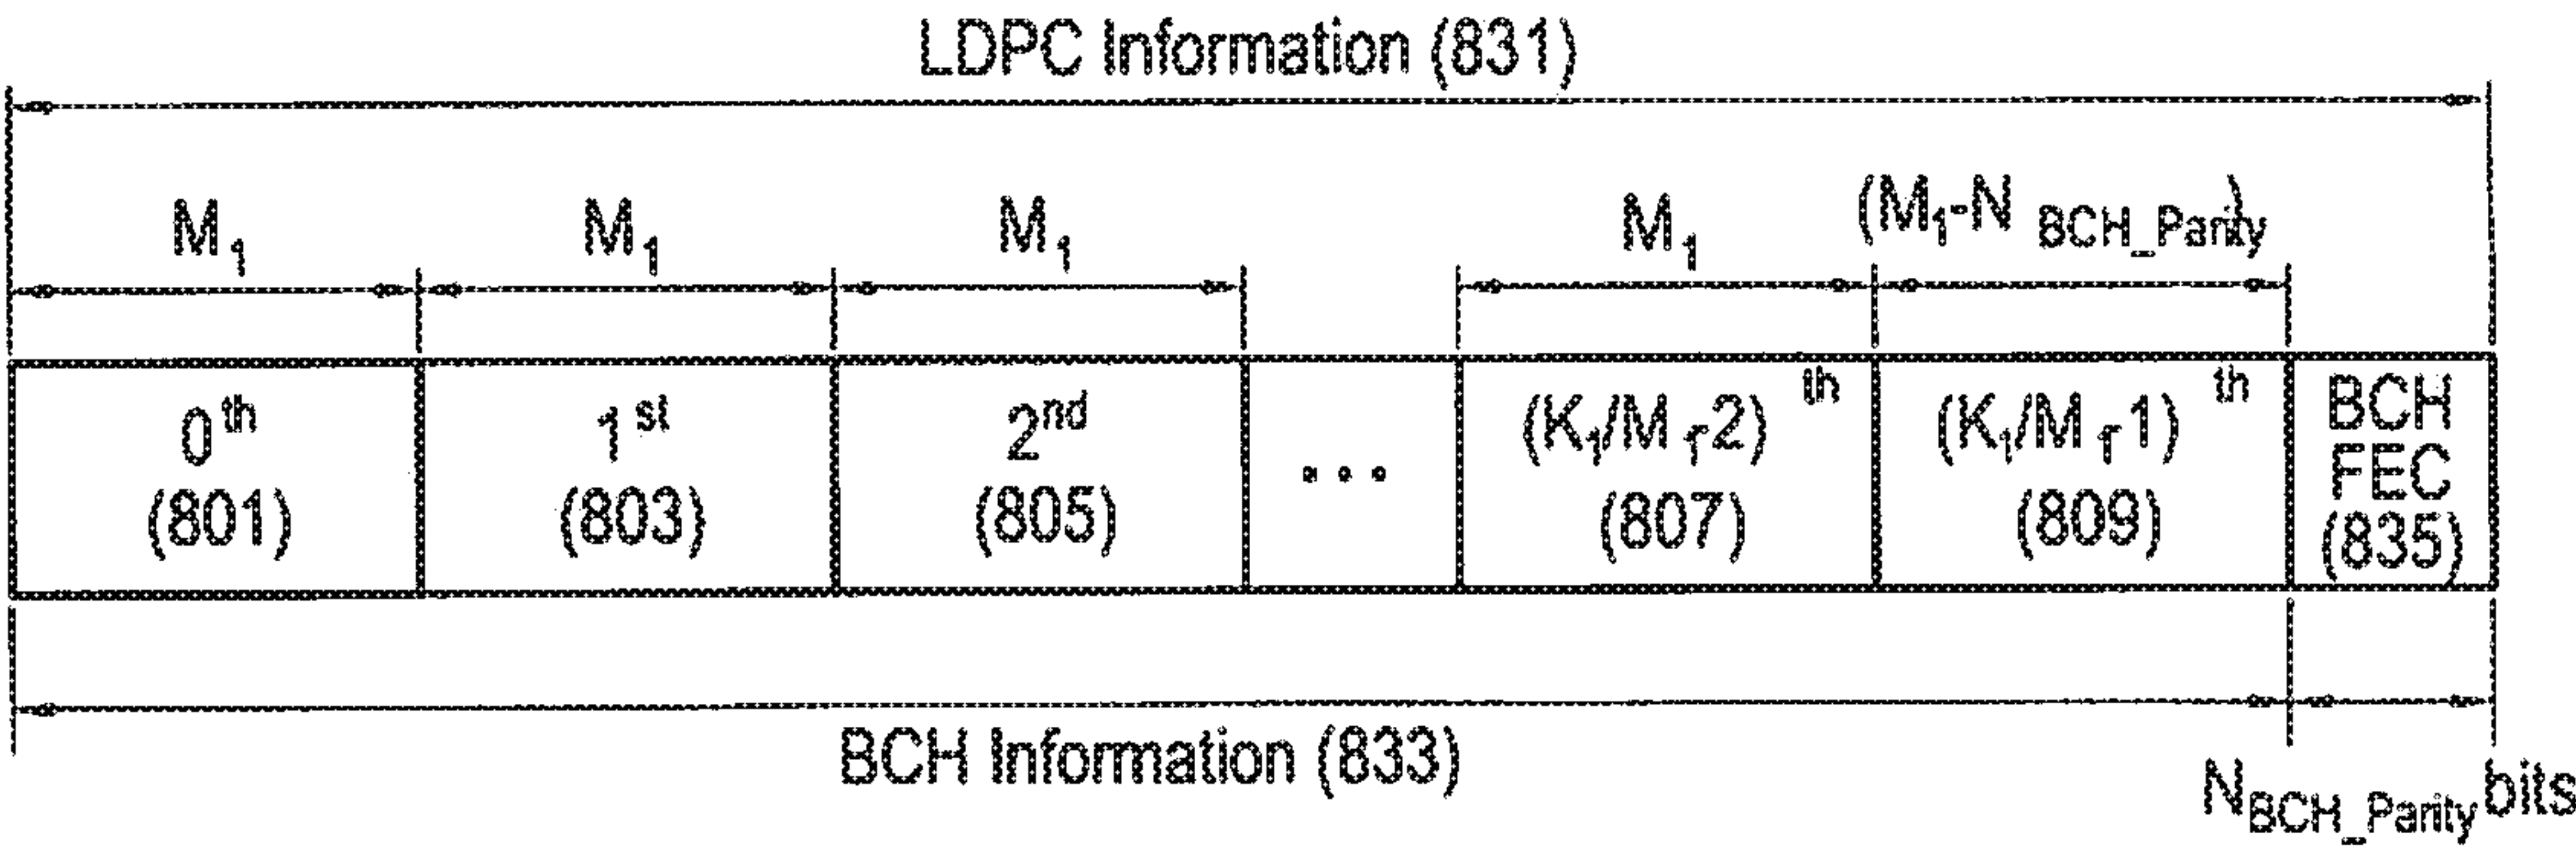 LDPC Information (831)
M1 M1 M1 M1 (M1-N BCH_Parity)
0th 1st 2nd ... (K1/M1-2)th (K1/M1-1)th BCH
FEC
(801) (803) (805) (807) (809) (835)
BCH Information (833)
NBCH_Parity bits